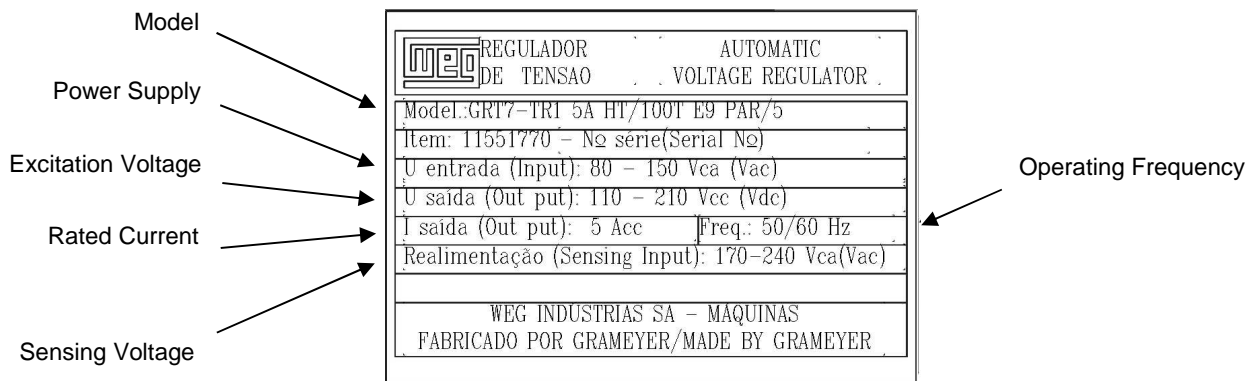 Model
Power Supply
Excitation Voltage
Rated Current
Sensing Voltage
WEG REGULADOR AUTOMATIC
DE TENSAO VOLTAGE REGULATOR
Model.:GRT7-TR1 5A HT/100T E9 PAR/5
Item: 11551770 - Nº série(Serial Nº)
U entrada (Input): 80 - 150 Vca (Vac)
U saída (Out put): 110 - 210 Vcc (Vdc)
I saída (Out put): 5 Acc Freq.: 50/60 Hz
Realimentação (Sensing Input): 170-240 Vca(Vac)
WEG INDUSTRIAS SA - MÁQUINAS
FABRICADO POR GRAMEYER/MADE BY GRAMEYER
Operating Frequency